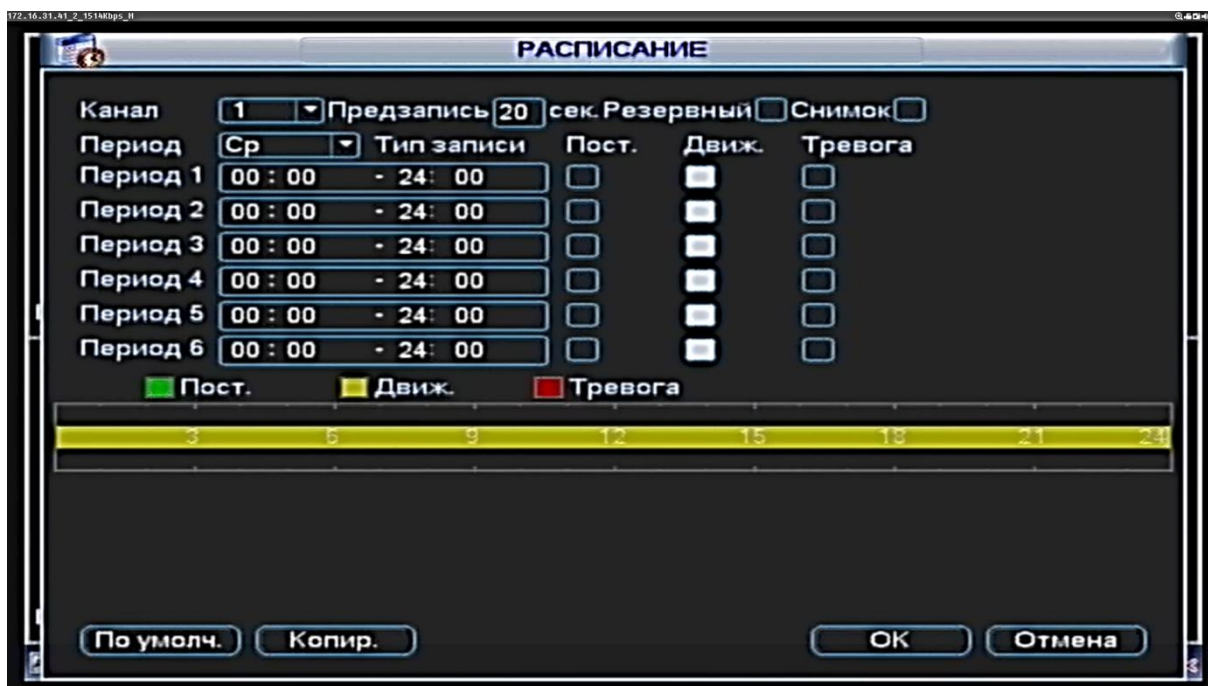 172.16.31.41_2_1514Kbps_M
РАСПИСАНИЕ
Канал 1 Предзапись 20 сек. Резервный Снимок
Период Ср Тип записи Пост. Движ. Тревога
Период 1 00 : 00 - 24 : 00
Период 2 00 : 00 - 24 : 00
Период 3 00 : 00 - 24 : 00
Период 4 00 : 00 - 24 : 00
Период 5 00 : 00 - 24 : 00
Период 6 00 : 00 - 24 : 00
Пост. Движ. Тревога
3 6 9 12 15 18 21 24
По умолч. Копир. ОК Отмена